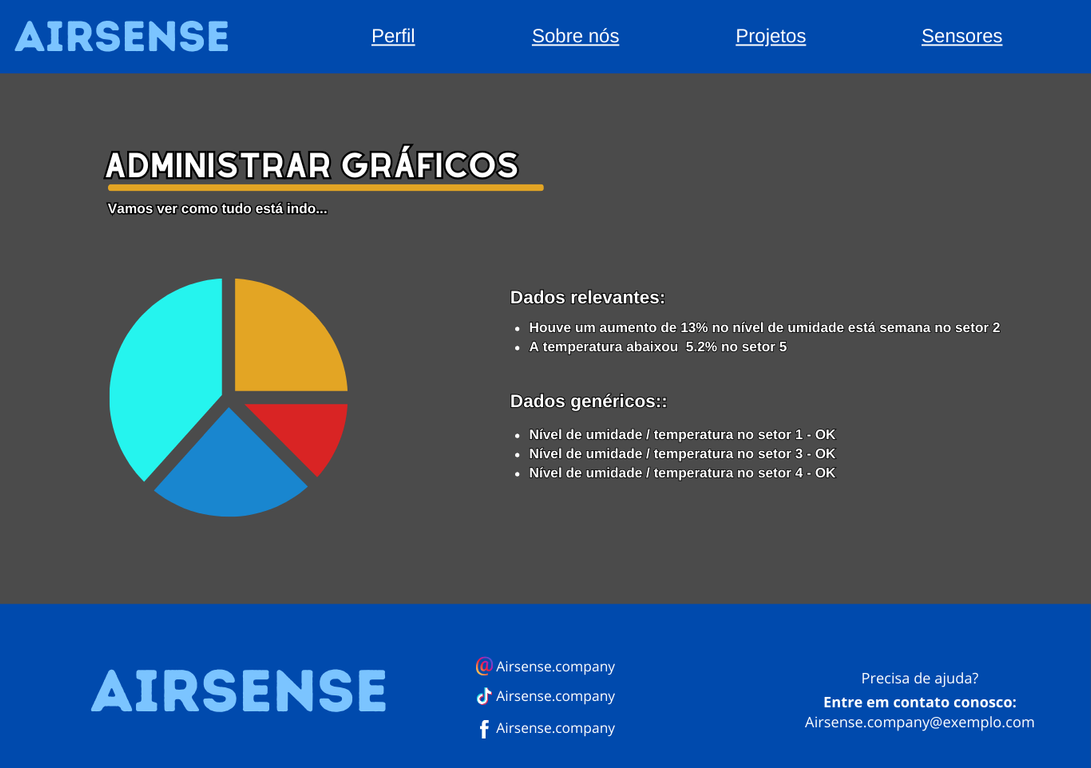 AIRSENSE
Perfil
Sobre nós
Projetos
Sensores
ADMINISTRAR GRÁFICOS
Vamos ver como tudo está indo...
Dados relevantes:
• Houve um aumento de 13% no nível de umidade está semana no setor 2
• A temperatura abaixou  5.2% no setor 5
Dados genéricos::
• Nível de umidade / temperatura no setor 1 - OK
• Nível de umidade / temperatura no setor 3 - OK
• Nível de umidade / temperatura no setor 4 - OK
AIRSENSE
Airsense.company
Airsense.company
Airsense.company
Precisa de ajuda?
Entre em contato conosco:
Airsense.company@exemplo.com